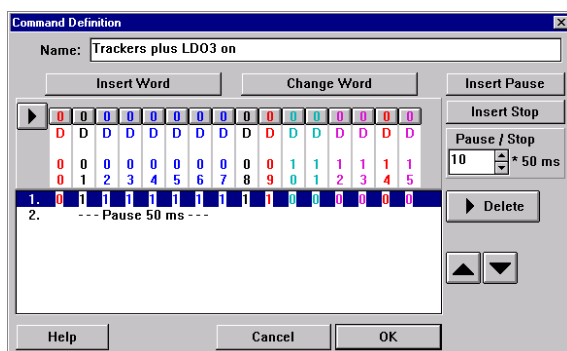 Command Definition
Name: Trackers plus LDO3 on
Insert Word Change Word Insert Pause
Insert Stop
0 0 0 0 0 0 0 0 0 0 0 0 0 0 0 0
D D D D D D D D D D D D D D D D
Pause / Stop
10 * 50 ms
0 0 0 0 0 0 0 0 0 0 1 1 1 1 1 1
0 1 2 3 4 5 6 7 8 9 0 1 2 3 4 5
1. 0 1 1 1 1 1 1 1 1 1 0 0 0 0 0 0
2. --- Pause 50 ms ---
Delete
Help Cancel OK